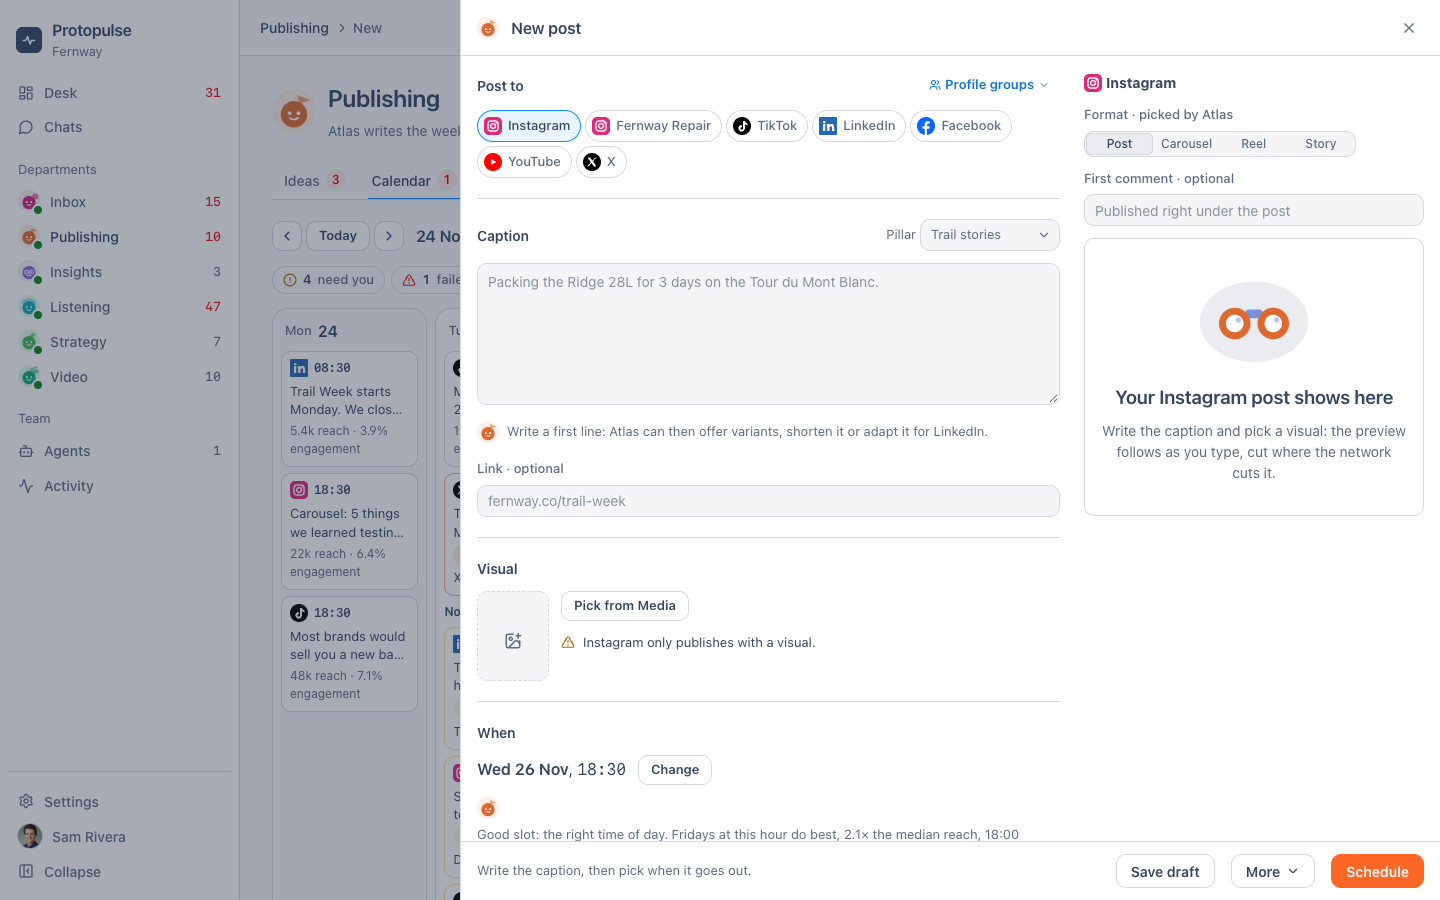 Protopulse
Fernway
Desk 31
Chats
Departments
Inbox 15
Publishing 10
Insights 3
Listening 47
Strategy 7
Video 10
Team
Agents 1
Activity
Settings
Sam Rivera
Collapse
Publishing > New
Publishing
Atlas writes the week
Ideas 3 Calendar 1
Today 24 No
4 need you 1 faile
Mon 24
08:30
Trail Week starts
Monday. We clos...
5.4k reach · 3.9%
engagement
18:30
Carousel: 5 things
we learned testin...
22k reach · 6.4%
engagement
18:30
Most brands would
sell you a new ba...
48k reach · 7.1%
engagement
New post
Post to
Profile groups
Instagram Fernway Repair TikTok LinkedIn Facebook
YouTube X
Caption
Pillar Trail stories
Packing the Ridge 28L for 3 days on the Tour du Mont Blanc.
Write a first line: Atlas can then offer variants, shorten it or adapt it for LinkedIn.
Link · optional
fernway.co/trail-week
Visual
Pick from Media
Instagram only publishes with a visual.
When
Wed 26 Nov, 18:30 Change
Good slot: the right time of day. Fridays at this hour do best, 2.1× the median reach, 18:00
Instagram
Format · picked by Atlas
Post Carousel Reel Story
First comment · optional
Published right under the post
Your Instagram post shows here
Write the caption and pick a visual: the preview
follows as you type, cut where the network
cuts it.
Write the caption, then pick when it goes out.
Save draft More Schedule